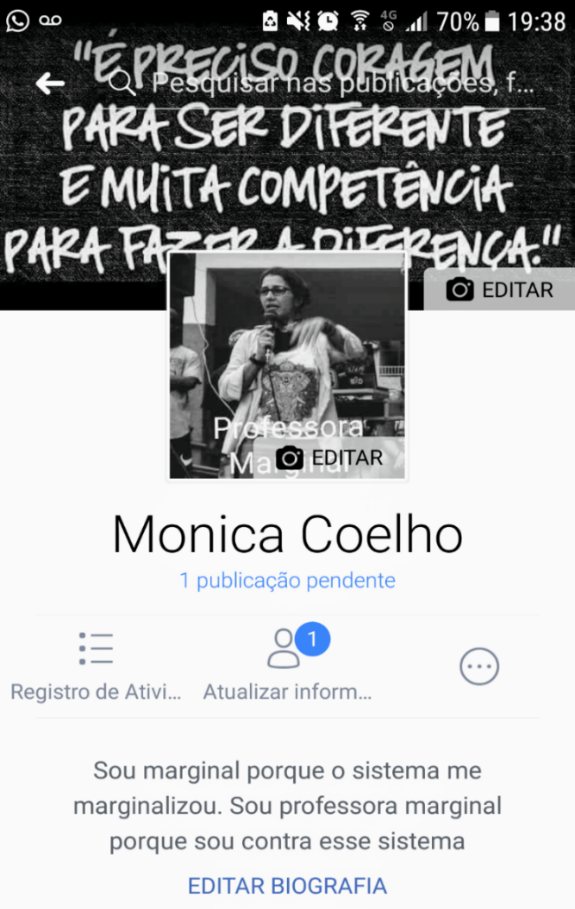 4G
70%
19:38
Pesquisar nas publicações, f...
"É PRECISO CORAGEM
PARA SER DIFERENTE
E MUITA COMPETÊNCIA
PARA FAZER A DIFERENÇA."
EDITAR
Professora
Marginal
EDITAR
Monica Coelho
1 publicação pendente
1
Registro de Ativi...
Atualizar inform...
Sou marginal porque o sistema me
marginalizou. Sou professora marginal
porque sou contra esse sistema
EDITAR BIOGRAFIA